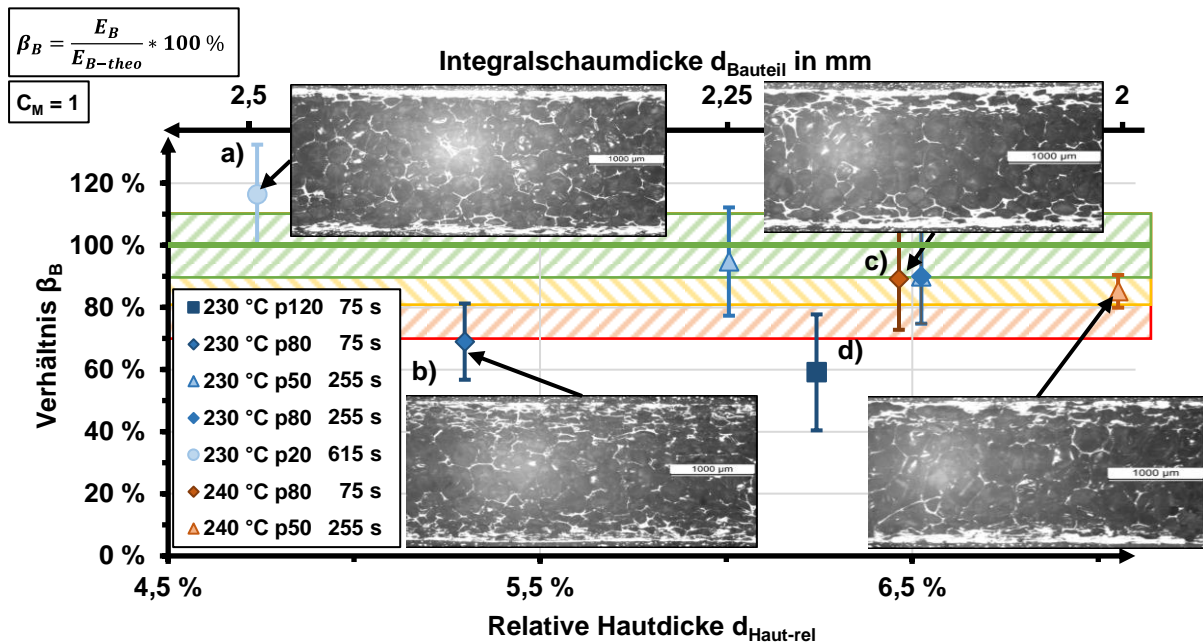 β_B = E_B / E_{B−theo} * 100 %
C_M = 1
Integralschaumdicke d_Bauteil in mm
2,5 2,25 2
a)
1000 µm
1000 µm
120 %
100 %
80 %
60 %
40 %
20 %
0 %
Verhältnis β_B
c)
d)
b)
230 °C p120 75 s
230 °C p80 75 s
230 °C p50 255 s
230 °C p80 255 s
230 °C p20 615 s
240 °C p80 75 s
240 °C p50 255 s
1000 µm
1000 µm
4,5 % 5,5 % 6,5 %
Relative Hautdicke d_Haut-rel